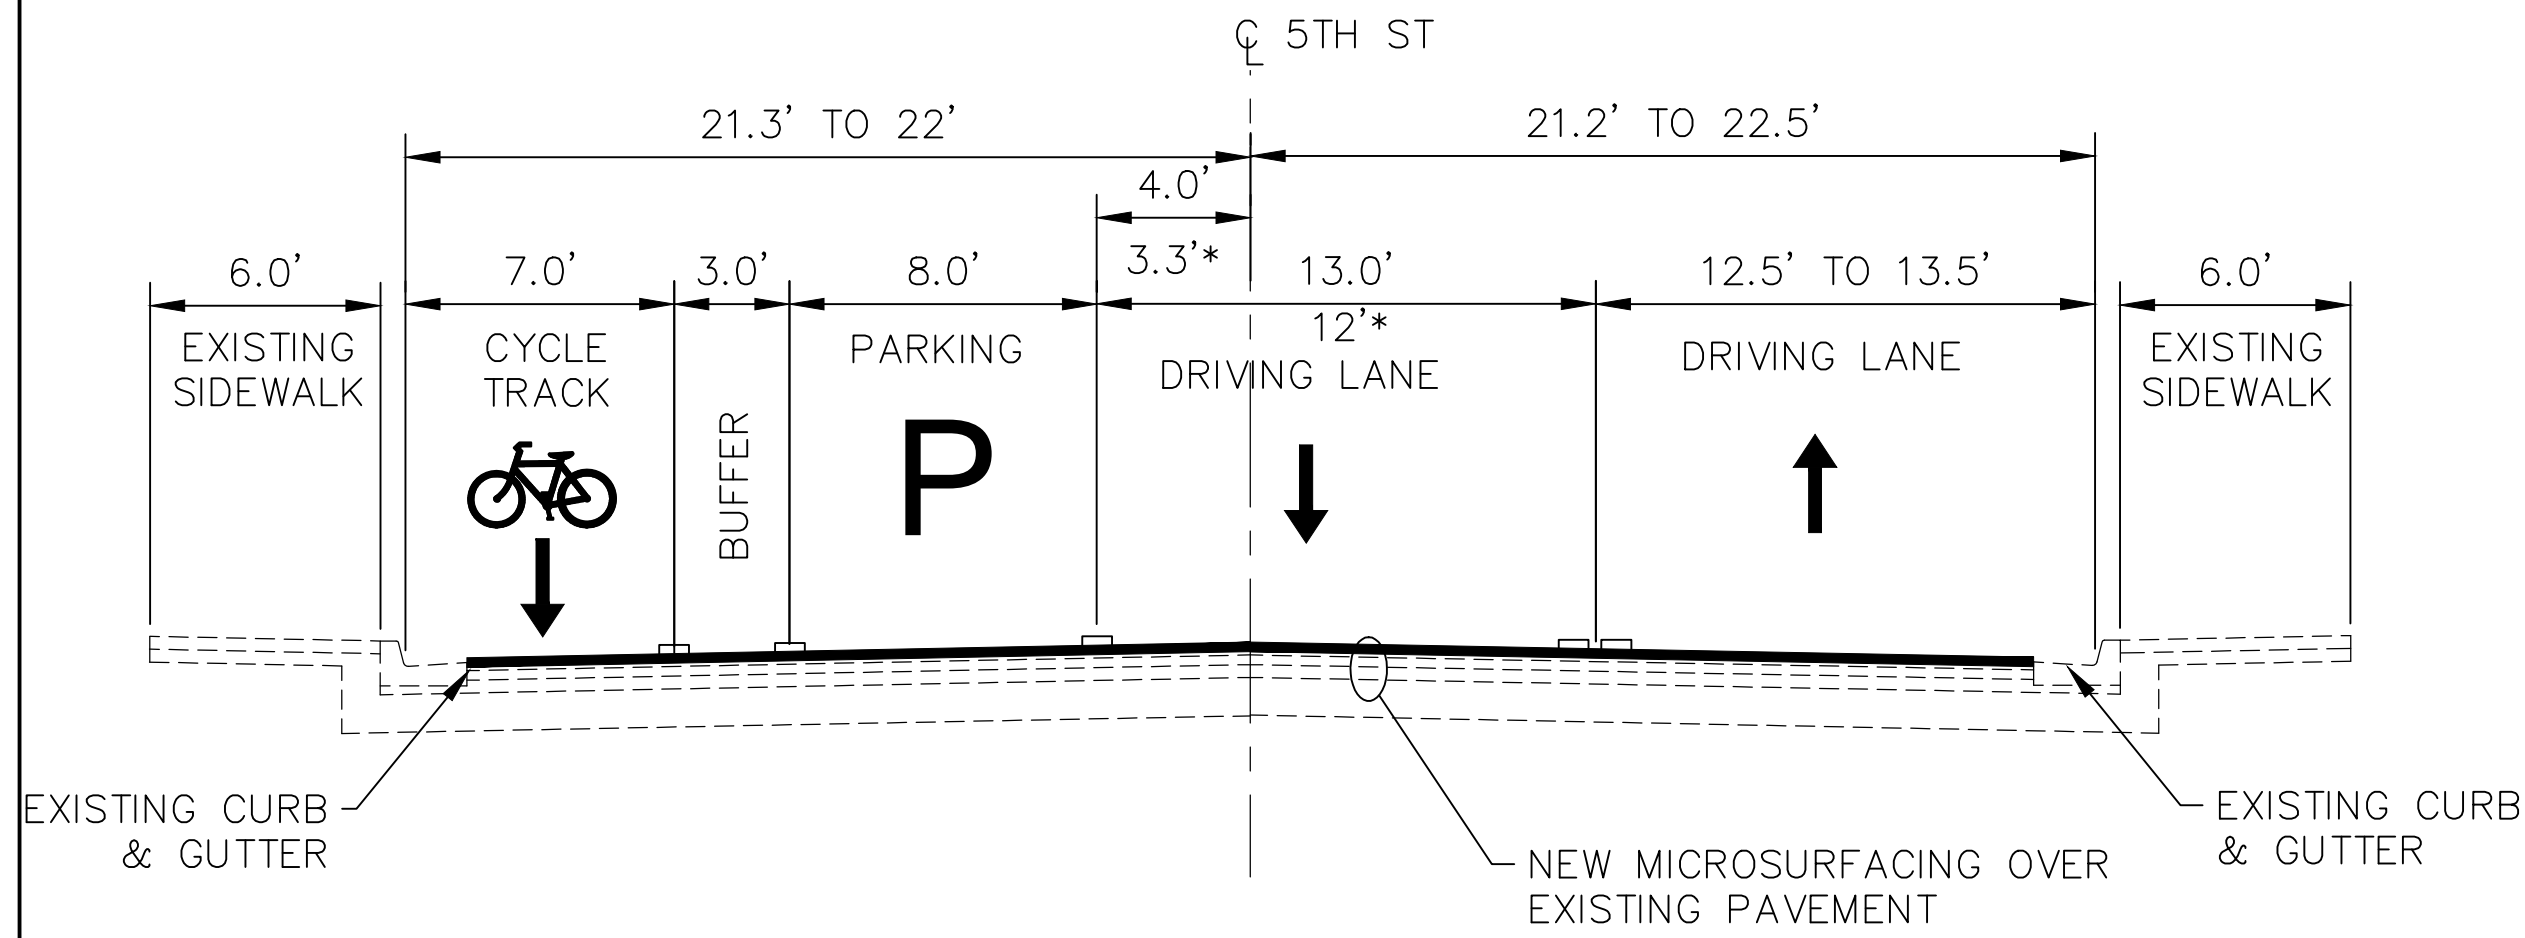 ℄ 5TH ST
21.3' TO 22'
21.2' TO 22.5'
4.0'
6.0'
7.0'
3.0'
8.0'
3.3'*
13.0'
12.5' TO 13.5'
6.0'
12'*
EXISTING
SIDEWALK
CYCLE
TRACK
BUFFER
PARKING
P
DRIVING LANE
DRIVING LANE
EXISTING
SIDEWALK
EXISTING CURB
& GUTTER
NEW MICROSURFACING OVER
EXISTING PAVEMENT
EXISTING CURB
& GUTTER